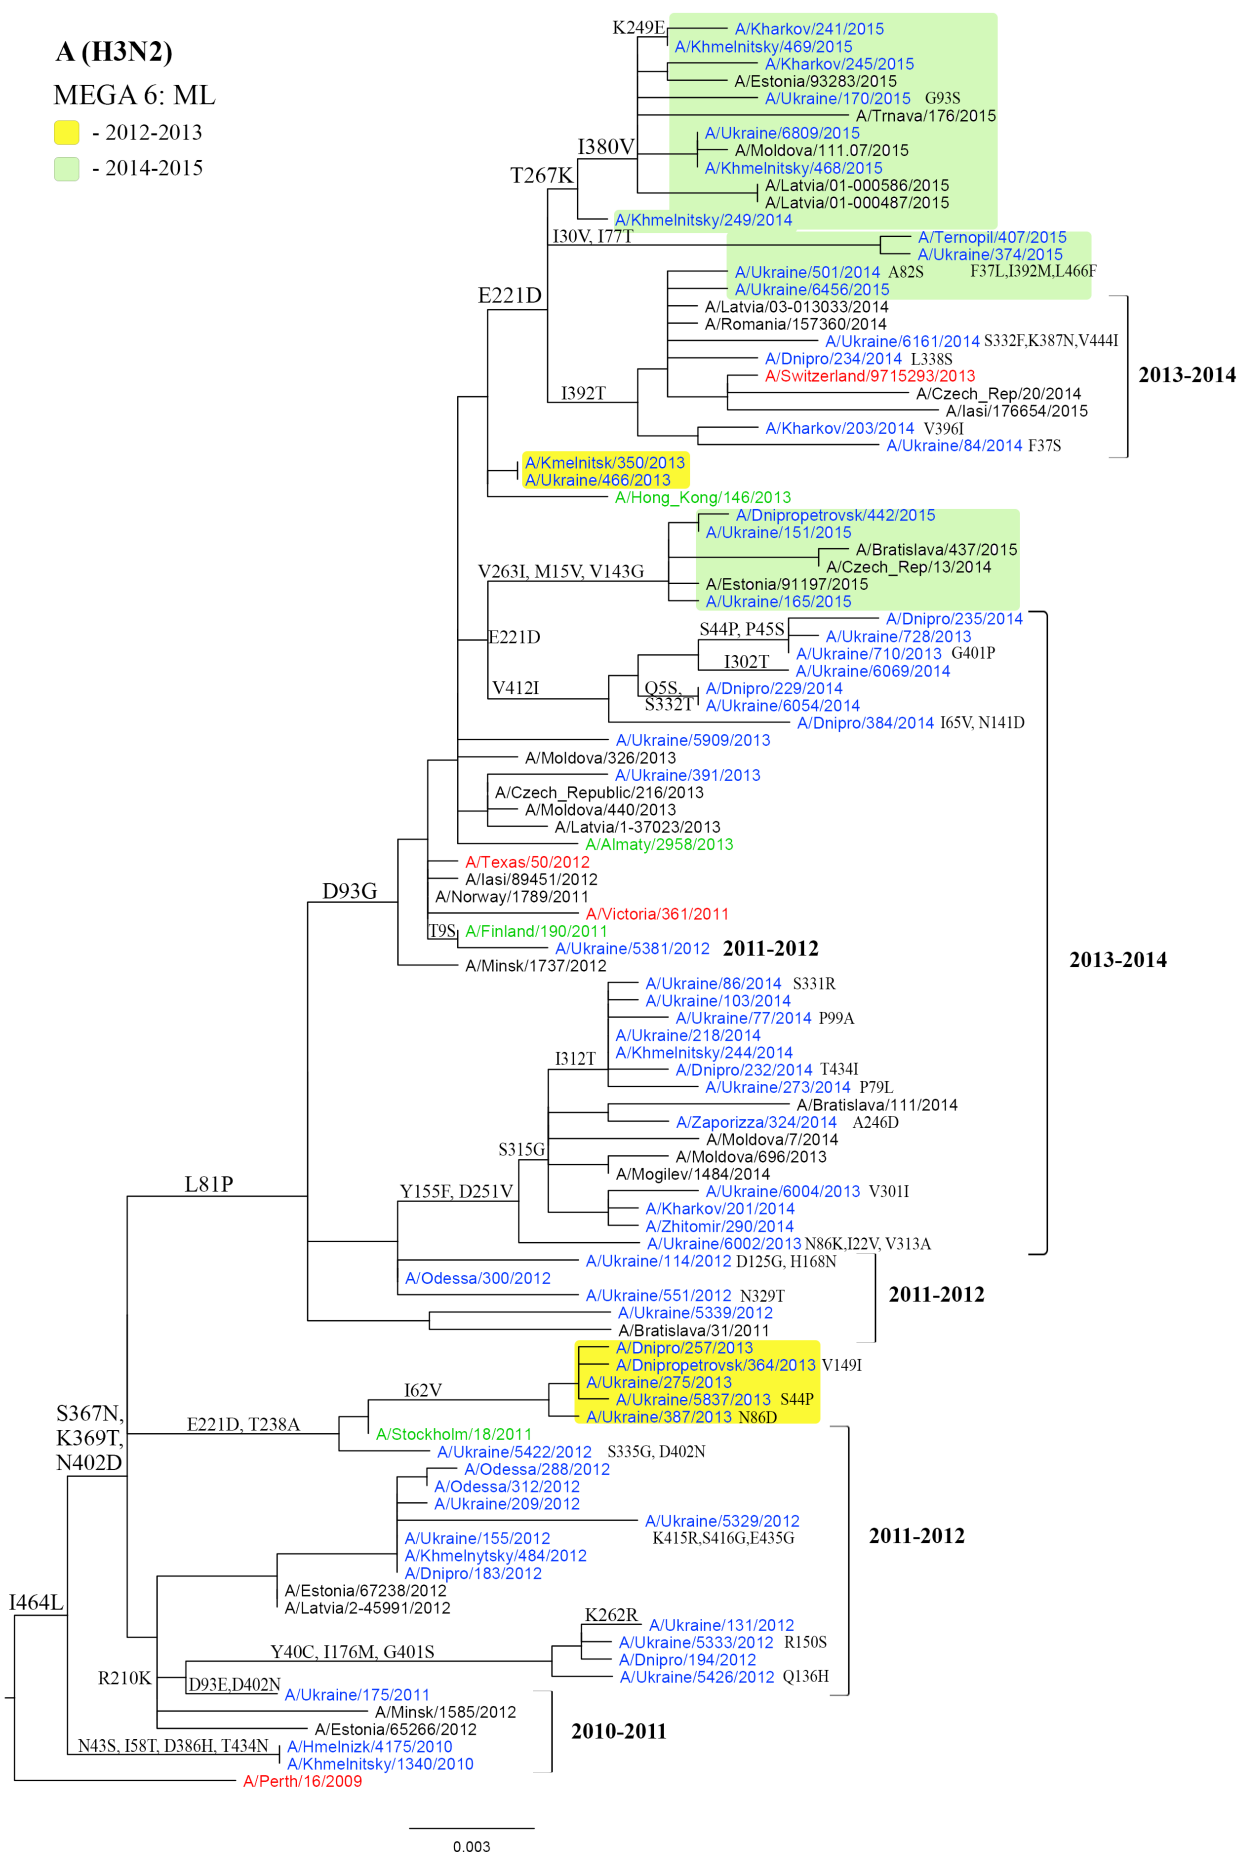 A (H3N2)
MEGA 6: ML
- 2012-2013
- 2014-2015
K249E
A/Kharkov/241/2015
A/Khmelnitsky/469/2015
A/Kharkov/245/2015
A/Estonia/93283/2015
A/Ukraine/170/2015 G93S
A/Trnava/176/2015
A/Ukraine/6809/2015
I380V
A/Moldova/111.07/2015
A/Khmelnitsky/468/2015
T267K
A/Latvia/01-000586/2015
A/Latvia/01-000487/2015
A/Khmelnitsky/249/2014
I30V, I77T
A/Ternopil/407/2015
A/Ukraine/374/2015
A/Ukraine/501/2014 A82S F37L,I392M,L466F
A/Ukraine/6456/2015
E221D
A/Latvia/03-013033/2014
A/Romania/157360/2014
A/Ukraine/6161/2014 S332F,K387N,V444I
A/Dnipro/234/2014 L338S
A/Switzerland/9715293/2013
2013-2014
I392T
A/Czech_Rep/20/2014
A/Iasi/176654/2015
A/Kharkov/203/2014 V396I
A/Ukraine/84/2014 F37S
A/Kmelnitsk/350/2013
A/Ukraine/466/2013
A/Hong_Kong/146/2013
A/Dnipropetrovsk/442/2015
A/Ukraine/151/2015
A/Bratislava/437/2015
A/Czech_Rep/13/2014
V263I, M15V, V143G
A/Estonia/91197/2015
A/Ukraine/165/2015
A/Dnipro/235/2014
S44P, P45S
A/Ukraine/728/2013
E221D
A/Ukraine/710/2013 G401P
I302T
A/Ukraine/6069/2014
V412I
Q5S,
S332T
A/Dnipro/229/2014
A/Ukraine/6054/2014
A/Dnipro/384/2014 I65V, N141D
A/Ukraine/5909/2013
A/Moldova/326/2013
A/Ukraine/391/2013
A/Czech_Republic/216/2013
A/Moldova/440/2013
A/Latvia/1-37023/2013
A/Almaty/2958/2013
A/Texas/50/2012
A/Iasi/89451/2012
D93G
A/Norway/1789/2011
A/Victoria/361/2011
T9S
A/Finland/190/2011
A/Ukraine/5381/2012 2011-2012
2013-2014
A/Minsk/1737/2012
A/Ukraine/86/2014 S331R
A/Ukraine/103/2014
A/Ukraine/77/2014 P99A
A/Ukraine/218/2014
A/Khmelnitsky/244/2014
I312T
A/Dnipro/232/2014 T434I
A/Ukraine/273/2014 P79L
A/Bratislava/111/2014
A/Zaporizza/324/2014 A246D
A/Moldova/7/2014
S315G
A/Moldova/696/2013
A/Mogilev/1484/2014
L81P
Y155F, D251V
A/Ukraine/6004/2013 V301I
A/Kharkov/201/2014
A/Zhitomir/290/2014
A/Ukraine/6002/2013 N86K,I22V, V313A
A/Ukraine/114/2012 D125G, H168N
A/Odessa/300/2012
2011-2012
A/Ukraine/551/2012 N329T
A/Ukraine/5339/2012
A/Bratislava/31/2011
A/Dnipro/257/2013
A/Dnipropetrovsk/364/2013 V149I
A/Ukraine/275/2013
I62V
A/Ukraine/5837/2013 S44P
A/Ukraine/387/2013 N86D
S367N,
K369T,
N402D
E221D, T238A
A/Stockholm/18/2011
A/Ukraine/5422/2012 S335G, D402N
A/Odessa/288/2012
A/Odessa/312/2012
A/Ukraine/209/2012
A/Ukraine/5329/2012
K415R,S416G,E435G
2011-2012
A/Ukraine/155/2012
A/Khmelnytsky/484/2012
A/Dnipro/183/2012
A/Estonia/67238/2012
A/Latvia/2-45991/2012
I464L
K262R
A/Ukraine/131/2012
A/Ukraine/5333/2012 R150S
Y40C, I176M, G401S
A/Dnipro/194/2012
A/Ukraine/5426/2012 Q136H
R210K
D93E,D402N
A/Ukraine/175/2011
A/Minsk/1585/2012
A/Estonia/65266/2012
2010-2011
N43S, I58T, D386H, T434N
A/Hmelnizk/4175/2010
A/Khmelnitsky/1340/2010
A/Perth/16/2009
0.003